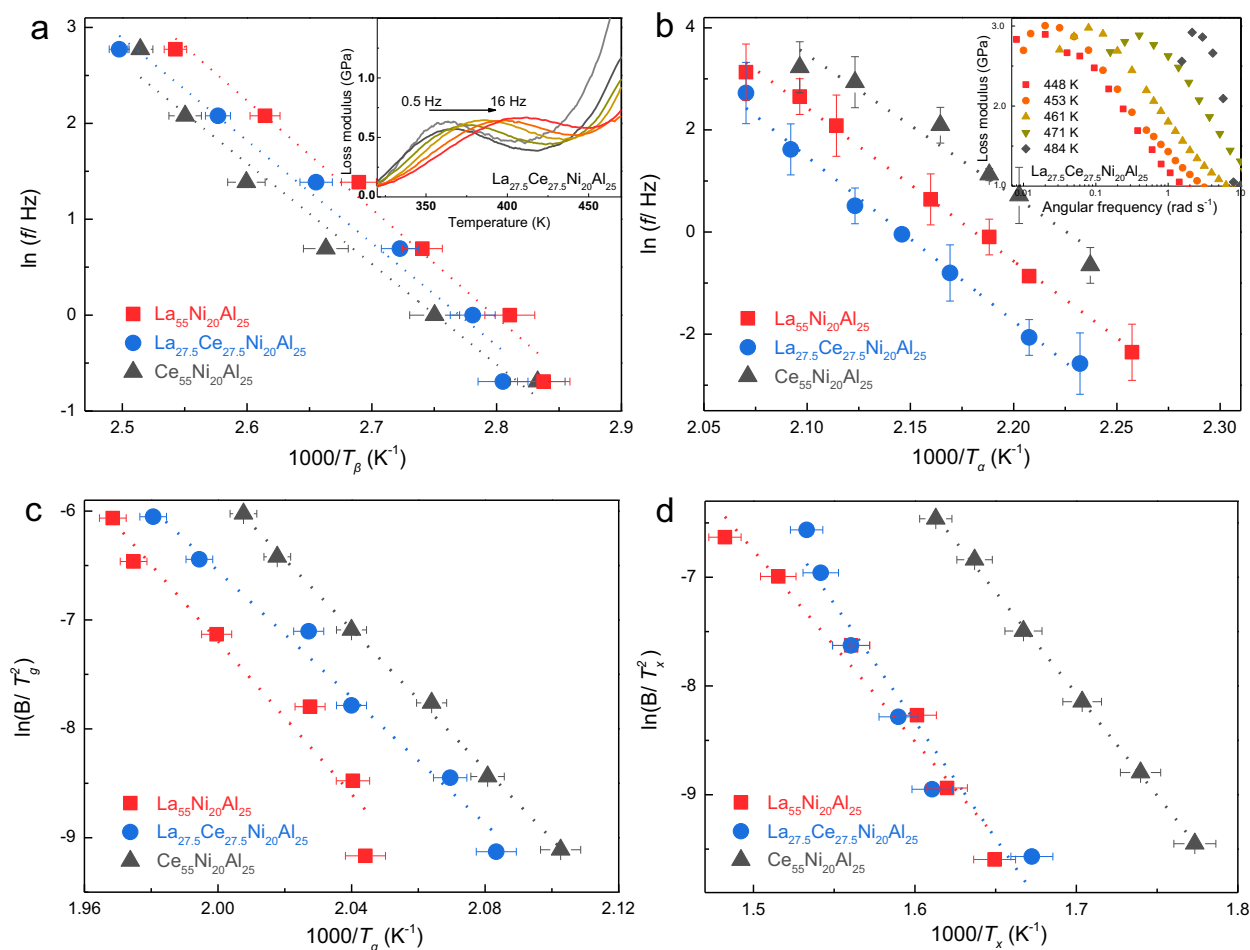 a
ln (f/ Hz)
3
2
1
0
-1
2.5 2.6 2.7 2.8 2.9
1000/Tβ (K-1)
La55Ni20Al25
La27.5Ce27.5Ni20Al25
Ce55Ni20Al25
Loss modulus (GPa)
1.0
0.5
0.0
0.5 Hz 16 Hz
La27.5Ce27.5Ni20Al25
350 400 450
Temperature (K)
b
ln (f/ Hz)
4
2
0
-2
2.05 2.10 2.15 2.20 2.25 2.30
1000/Tα (K-1)
La55Ni20Al25
La27.5Ce27.5Ni20Al25
Ce55Ni20Al25
Loss modulus (GPa)
3.0
2.0
1.0
448 K
453 K
461 K
471 K
484 K
La27.5Ce27.5Ni20Al25
0.01 0.1 1 10
Angular frequency (rad s-1)
c
ln(B/ Tg2)
-6
-7
-8
-9
1.96 2.00 2.04 2.08 2.12
1000/Tg (K-1)
La55Ni20Al25
La27.5Ce27.5Ni20Al25
Ce55Ni20Al25
d
ln(B/ Tx2)
-7
-8
-9
1.5 1.6 1.7 1.8
1000/Tx (K-1)
La55Ni20Al25
La27.5Ce27.5Ni20Al25
Ce55Ni20Al25